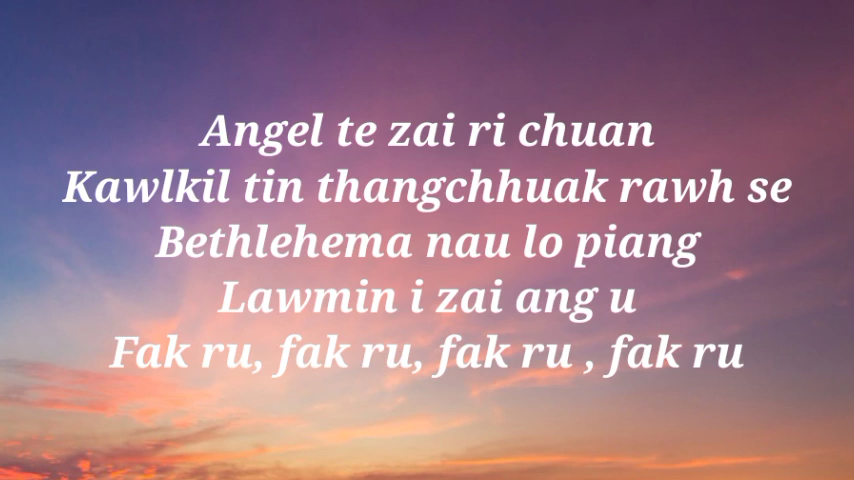 Angel te zai ri chuan
Kawlkil tin thangchhuak rawh se
Bethlehema nau lo piang
Lawmin i zai ang u
Fak ru, fak ru, fak ru , fak ru